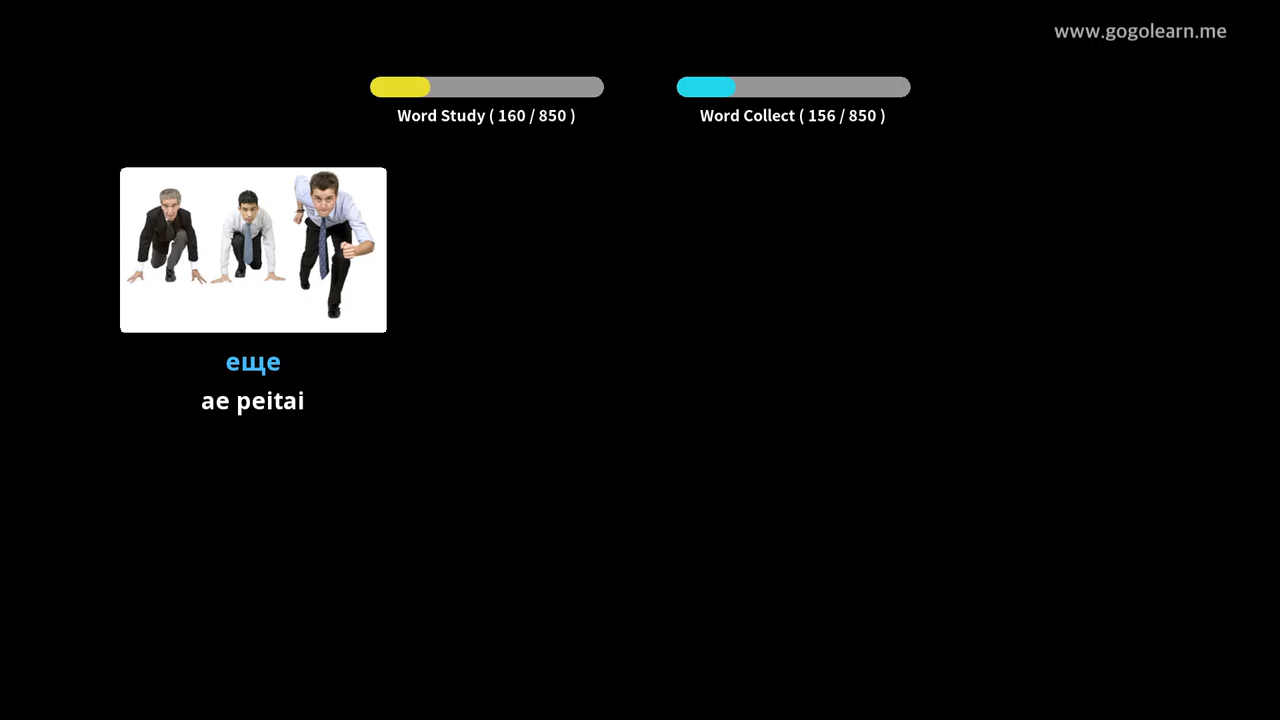 www.gogolearn.me
Word Study ( 160 / 850 )
Word Collect ( 156 / 850 )
еще
ae peitai